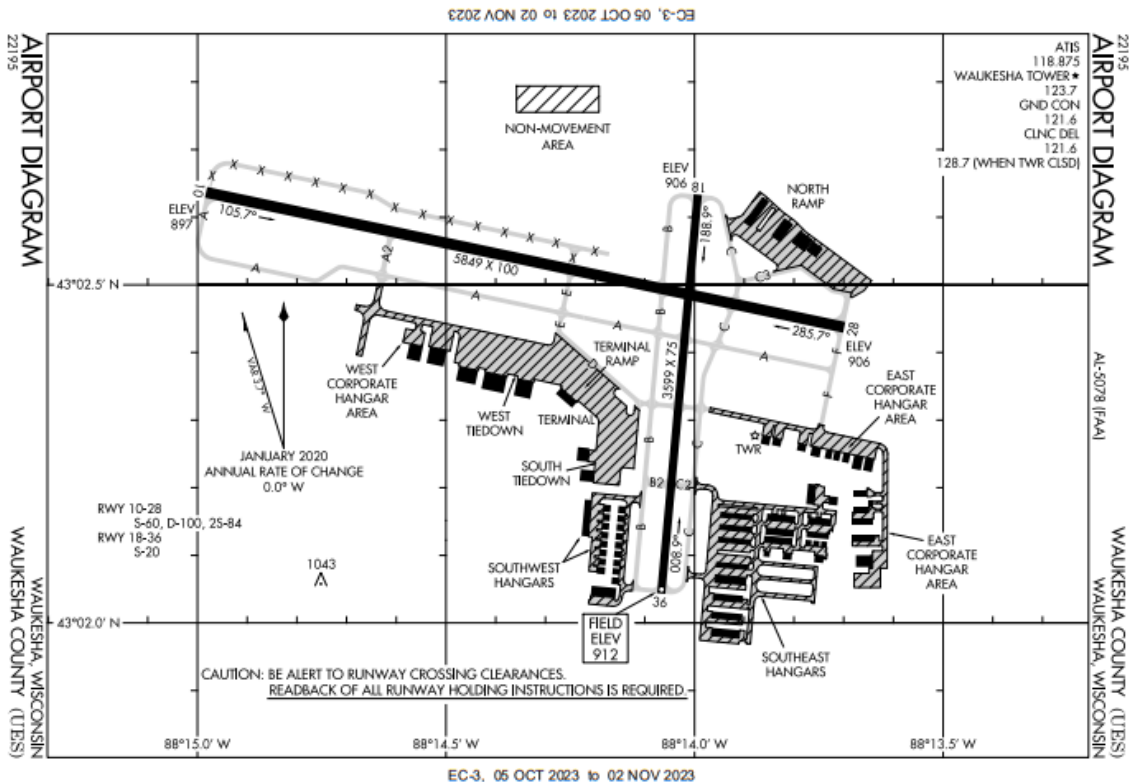 EC-3, 05 OCT 2023 to 02 NOV 2023
22195
AIRPORT DIAGRAM
AIRPORT DIAGRAM
22195
AL-5078 (FAA)
WAUKESHA COUNTY (UES)
WAUKESHA, WISCONSIN
WAUKESHA, WISCONSIN
WAUKESHA COUNTY (UES)
ATIS
118.875
WAUKESHA TOWER★
123.7
GND CON
121.6
CLNC DEL
121.6
128.7 (WHEN TWR CLSD)
NON-MOVEMENT
AREA
X X X X X X X X X X X X X X X
ELEV
906
18
188.9°
NORTH
RAMP
10
ELEV
897
105.7°
5849 X 100
A
A
A2
A
A
A
B
B
B
B
B2
C
C
C
C
C2
C3
D
E
E
F
F
285.7°
28
ELEV
906
43°02.5' N
VAR 3.7° W
JANUARY 2020
ANNUAL RATE OF CHANGE
0.0° W
WEST
CORPORATE
HANGAR
AREA
WEST
TIEDOWN
TERMINAL
TERMINAL
RAMP
3599 X 75
SOUTH
TIEDOWN
TWR
EAST
CORPORATE
HANGAR
AREA
RWY 10-28
S-60, D-100, 2S-84
RWY 18-36
S-20
1043
SOUTHWEST
HANGARS
008.9°
36
FIELD
ELEV
912
EAST
CORPORATE
HANGAR
AREA
SOUTHEAST
HANGARS
43°02.0' N
CAUTION: BE ALERT TO RUNWAY CROSSING CLEARANCES.
READBACK OF ALL RUNWAY HOLDING INSTRUCTIONS IS REQUIRED.
88°15.0' W
88°14.5' W
88°14.0' W
88°13.5' W
EC-3, 05 OCT 2023 to 02 NOV 2023